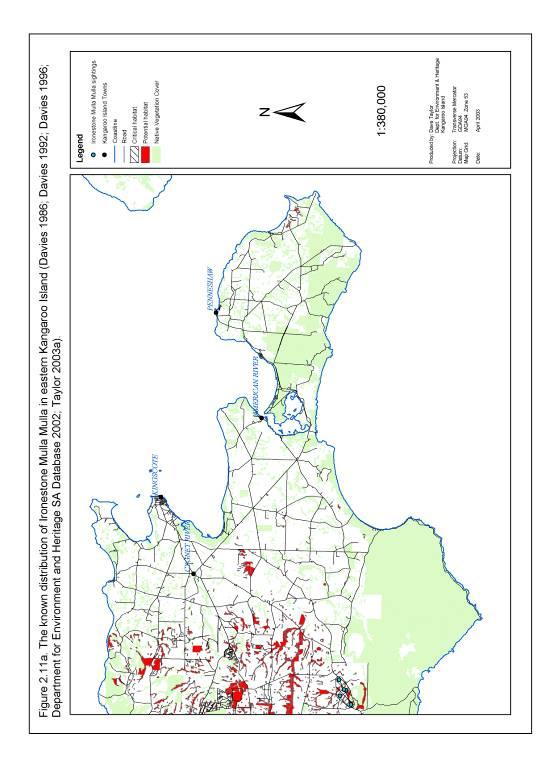 Figure 2.11a. The known distribution of Ironestone Mulla Mulla in eastern Kangaroo Island (Davies 1986; Davies 1992; Davies 1996;
Department for Environment and Heritage SA Database 2002; Taylor 2003a).
KINGSCOTE
CYGNET RIVER
AMERICAN RIVER
PENNESHAW
Legend
Ironestone Mulla Mulla sightings
Kangaroo Island Towns
Coastline
Road
Critical habitat
Potential habitat
Native Vegetation Cover
N
1:380,000
Produced by: Dave Taylor
Dept. for Environment & Heritage
Kangaroo Island
Projection: Transverse Mercator
Datum: GDA94
Map Grid: MGA94 Zone 53
Date: April 2003